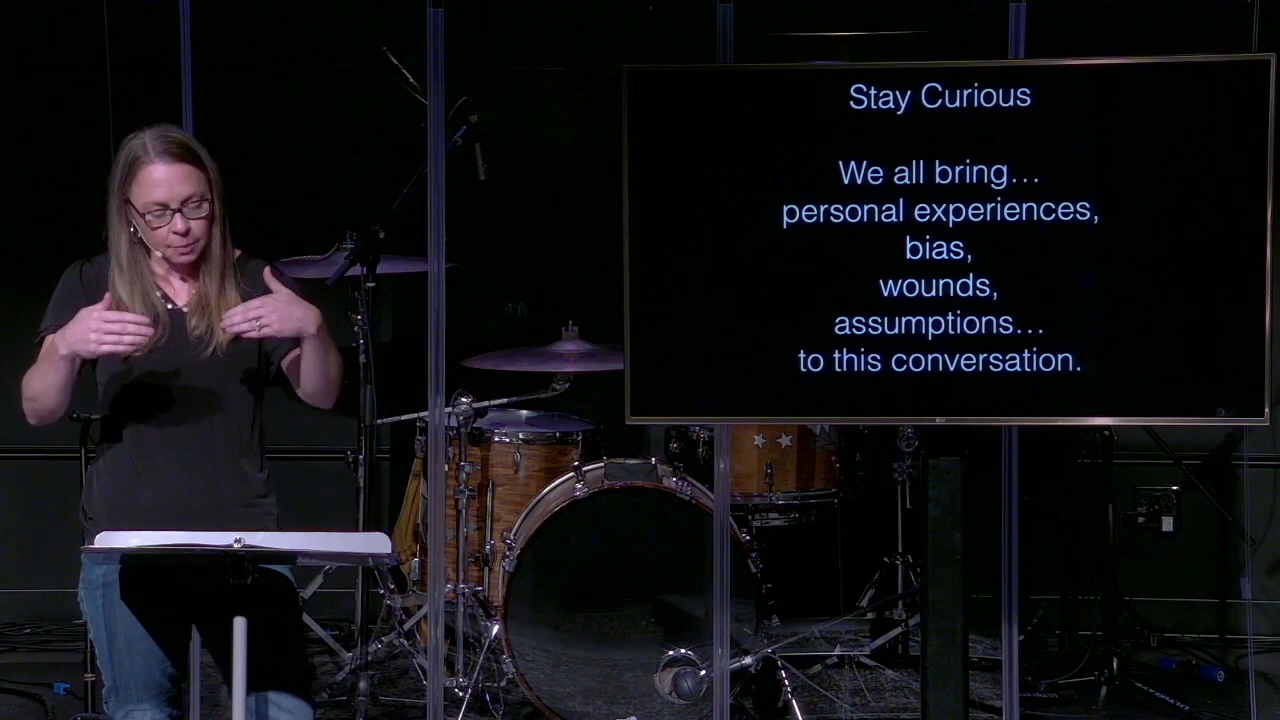 Stay Curious
We all bring…
personal experiences,
bias,
wounds,
assumptions…
to this conversation.